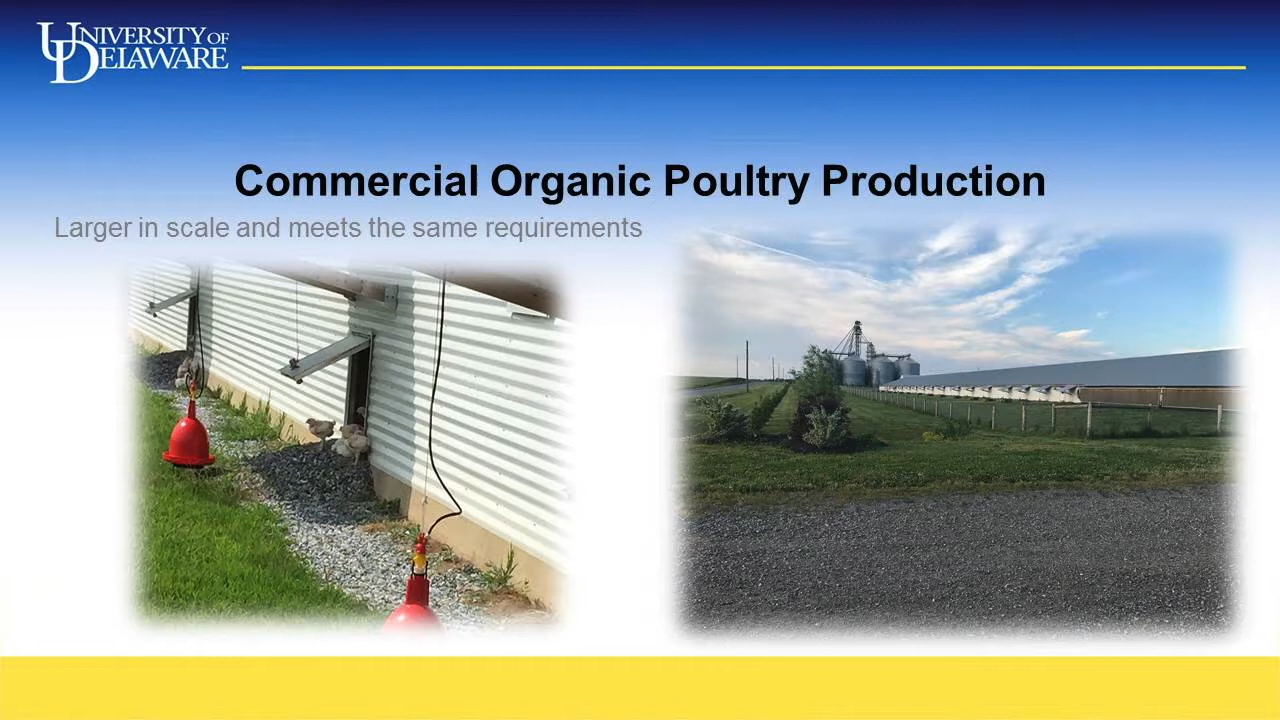 UNIVERSITY OF
DELAWARE
Commercial Organic Poultry Production
Larger in scale and meets the same requirements